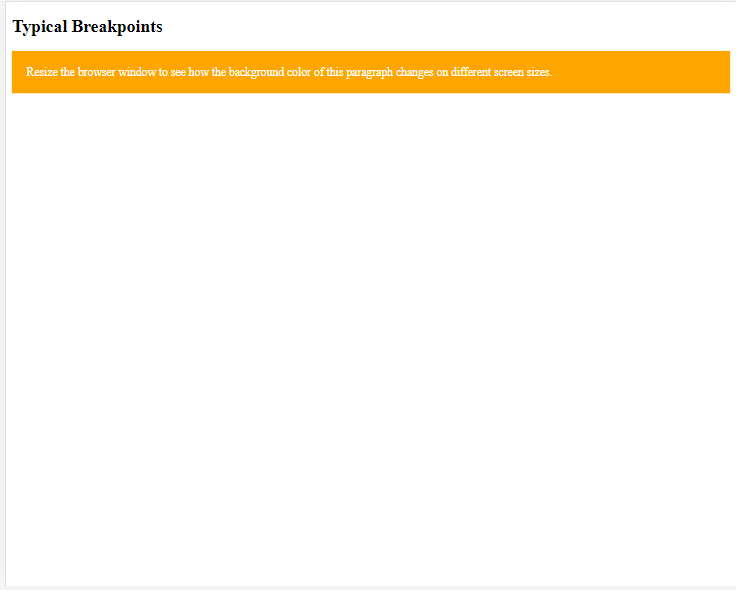 Typical Breakpoints
Resize the browser window to see how the background color of this paragraph changes on different screen sizes.